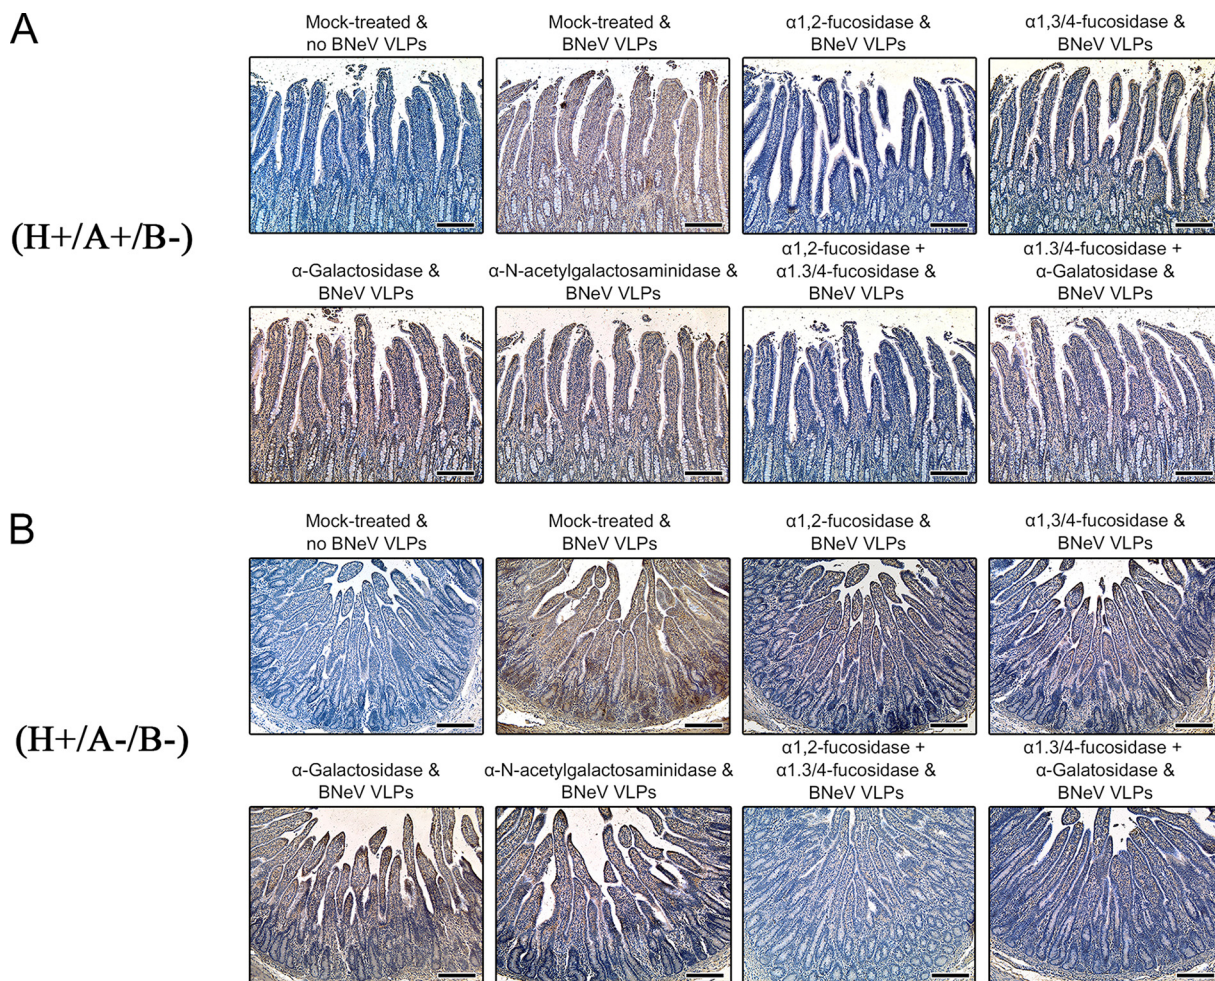 A
Mock-treated &
no BNeV VLPs
Mock-treated &
BNeV VLPs
α1,2-fucosidase &
BNeV VLPs
α1,3/4-fucosidase &
BNeV VLPs
(H+/A+/B-)
α-Galactosidase &
BNeV VLPs
α-N-acetylgalactosaminidase &
BNeV VLPs
α1,2-fucosidase +
α1.3/4-fucosidase &
BNeV VLPs
α1.3/4-fucosidase +
α-Galatosidase &
BNeV VLPs
B
Mock-treated &
no BNeV VLPs
Mock-treated &
BNeV VLPs
α1,2-fucosidase &
BNeV VLPs
α1,3/4-fucosidase &
BNeV VLPs
(H+/A-/B-)
α-Galactosidase &
BNeV VLPs
α-N-acetylgalactosaminidase &
BNeV VLPs
α1,2-fucosidase +
α1.3/4-fucosidase &
BNeV VLPs
α1.3/4-fucosidase +
α-Galatosidase &
BNeV VLPs